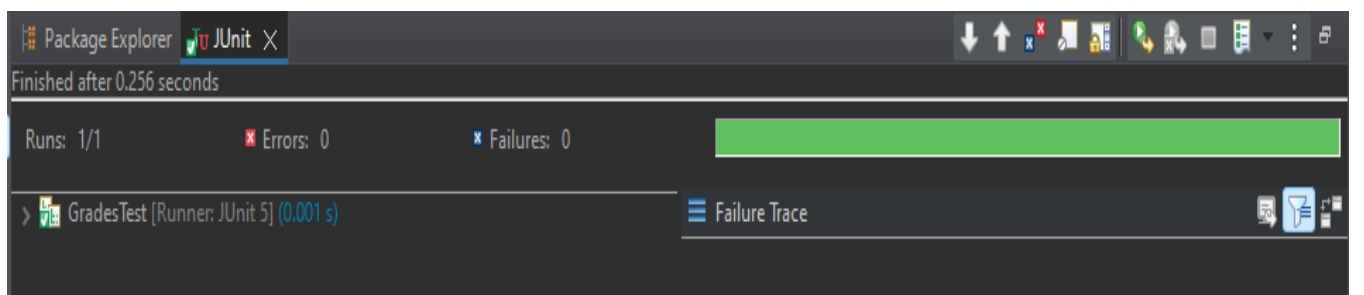 Package Explorer JUnit
Finished after 0.256 seconds
Runs: 1/1 Errors: 0 Failures: 0
GradesTest [Runner: JUnit 5] (0.001 s)
Failure Trace